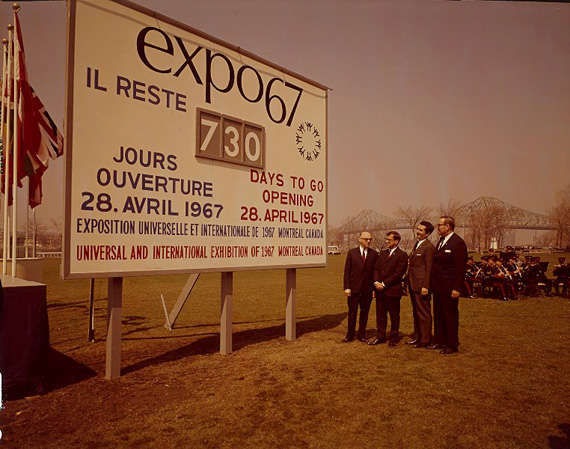 expo67
IL RESTE
730
JOURS
OUVERTURE
28. AVRIL 1967
DAYS TO GO
OPENING
28. APRIL 1967
EXPOSITION UNIVERSELLE ET INTERNATIONALE DE 1967 MONTREAL CANADA
UNIVERSAL AND INTERNATIONAL EXHIBITION OF 1967 MONTREAL CANADA